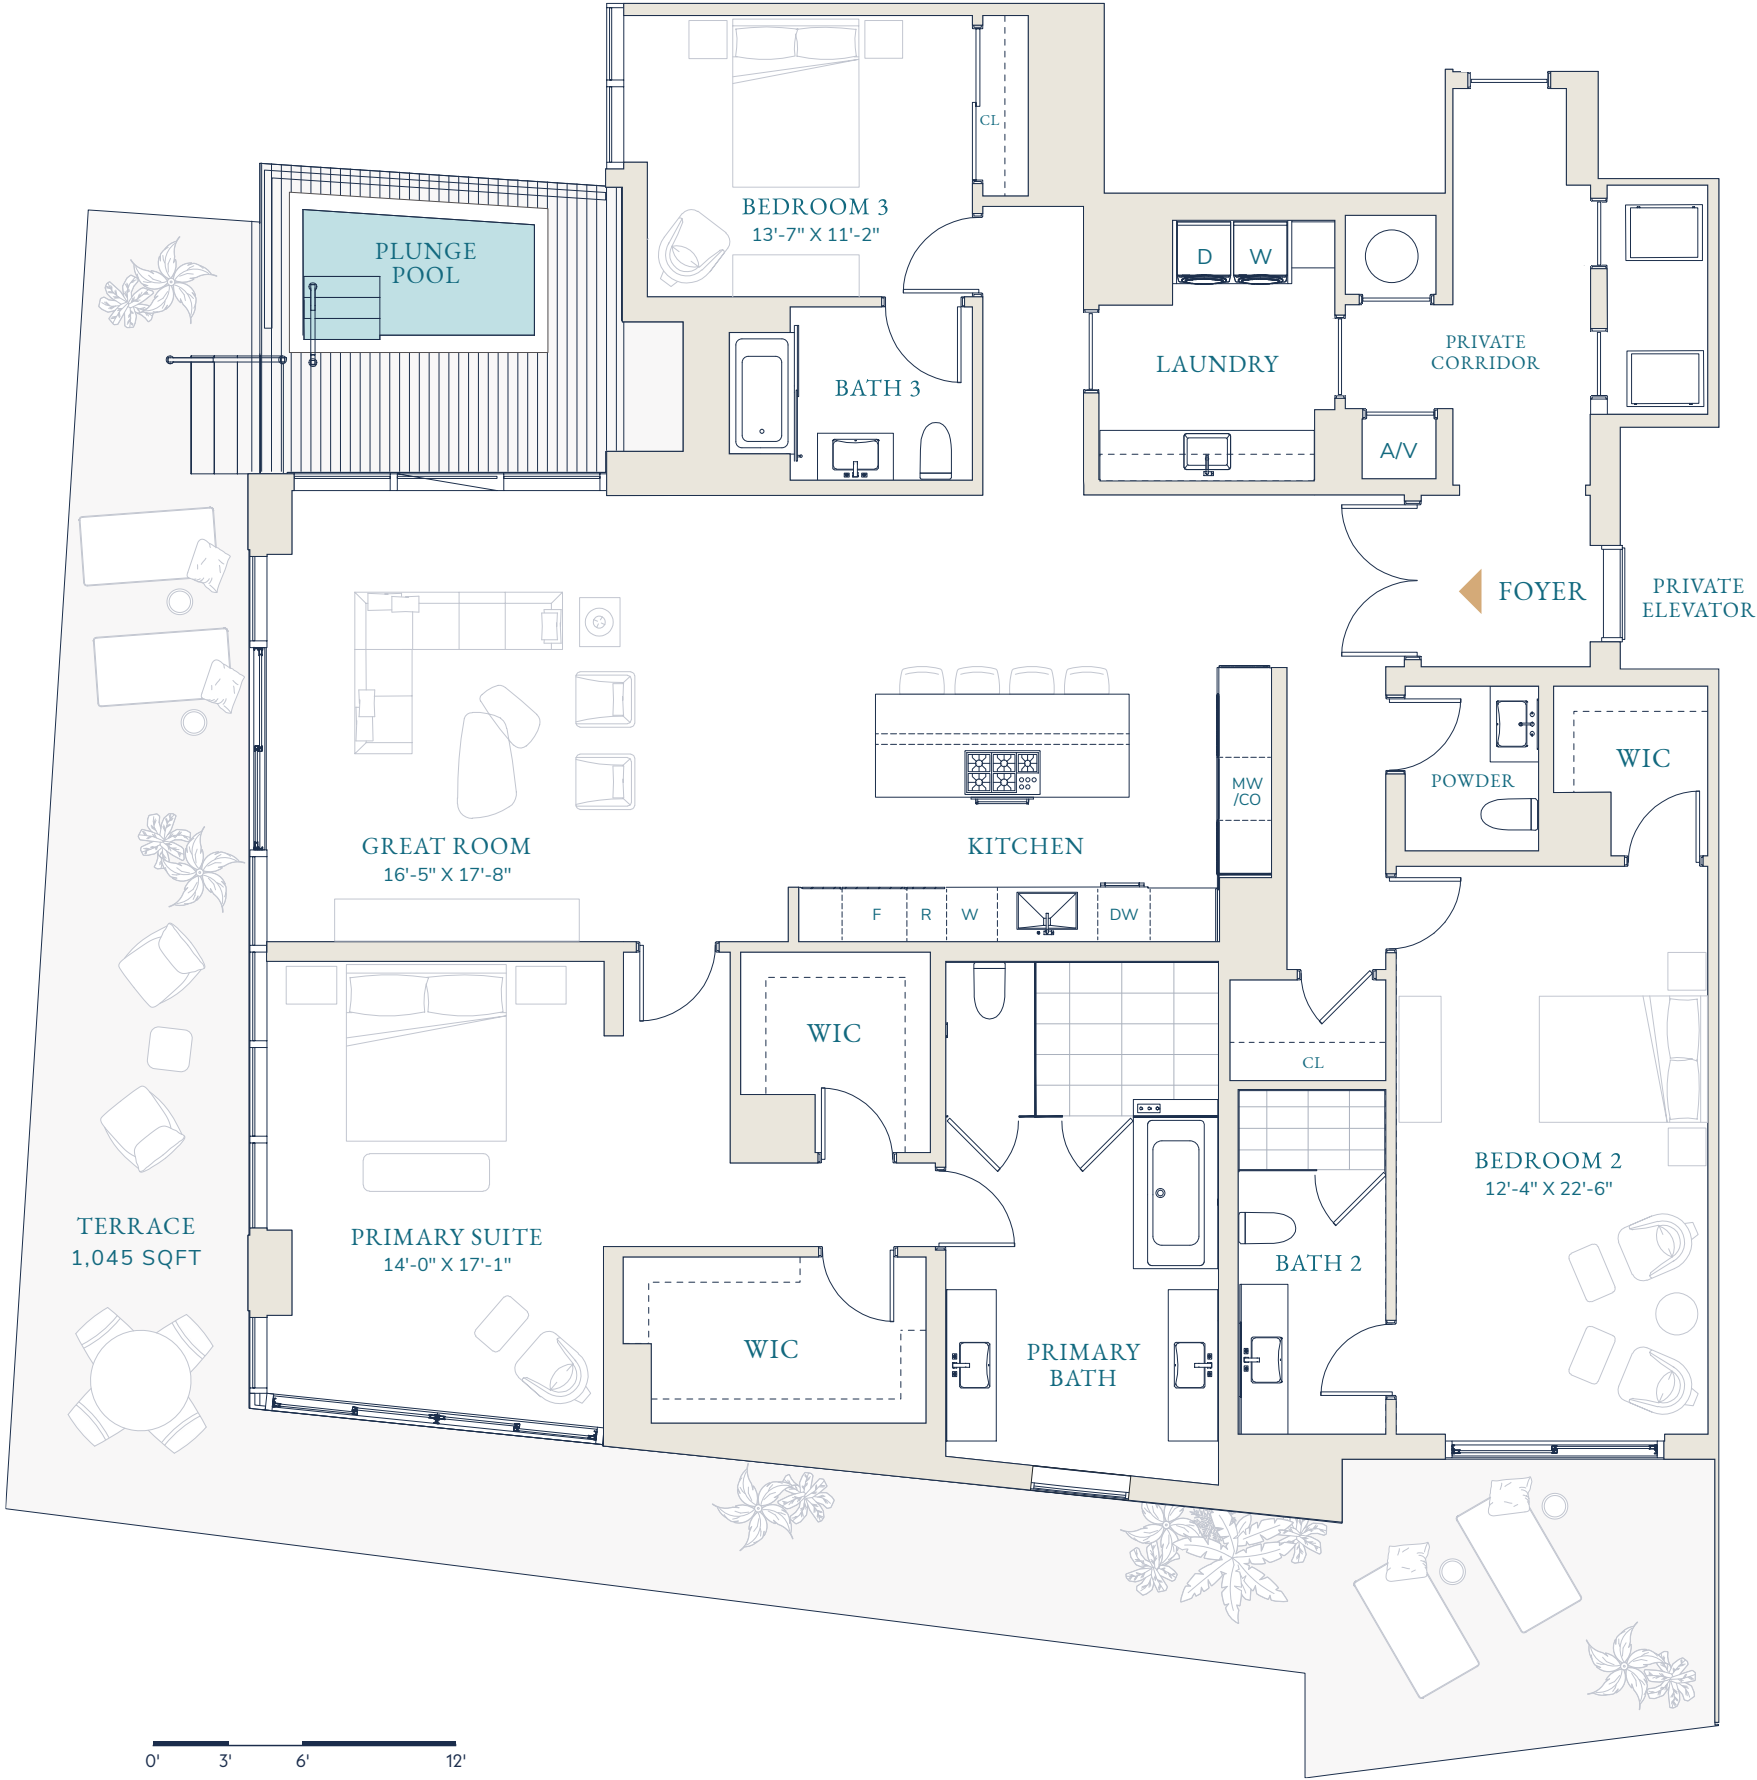 CL
BEDROOM 3
13'-7" X 11'-2"
PLUNGE
POOL
D
W
PRIVATE
CORRIDOR
LAUNDRY
BATH 3
A/V
FOYER
PRIVATE
ELEVATOR
WIC
POWDER
MW
/CO
GREAT ROOM
16'-5" X 17'-8"
KITCHEN
F
R
W
DW
WIC
CL
BEDROOM 2
12'-4" X 22'-6"
TERRACE
1,045 SQFT
PRIMARY SUITE
14'-0" X 17'-1"
BATH 2
WIC
PRIMARY
BATH
0'
3'
6'
12'